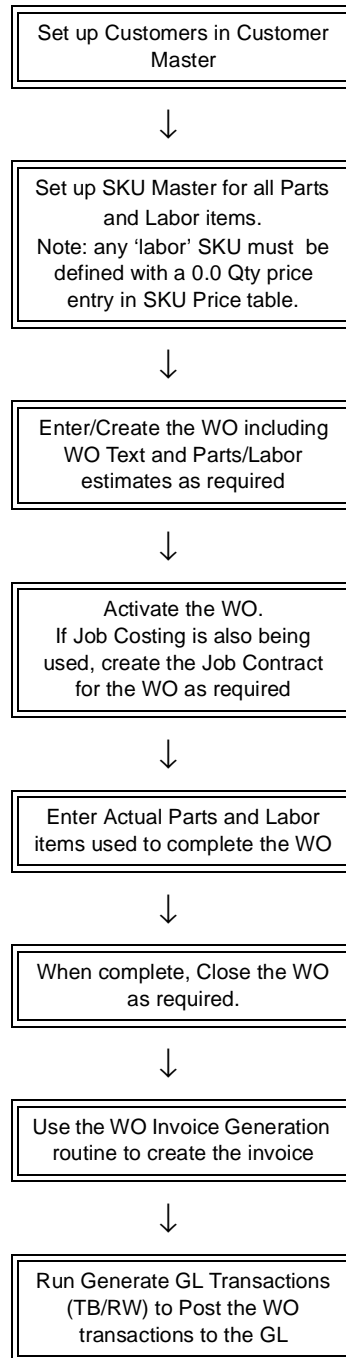 Set up Customers in Customer
Master
↓
Set up SKU Master for all Parts
and Labor items.
Note: any ‘labor’ SKU must be
defined with a 0.0 Qty price
entry in SKU Price table.
↓
Enter/Create the WO including
WO Text and Parts/Labor
estimates as required
↓
Activate the WO.
If Job Costing is also being
used, create the Job Contract
for the WO as required
↓
Enter Actual Parts and Labor
items used to complete the WO
↓
When complete, Close the WO
as required.
↓
Use the WO Invoice Generation
routine to create the invoice
↓
Run Generate GL Transactions
(TB/RW) to Post the WO
transactions to the GL